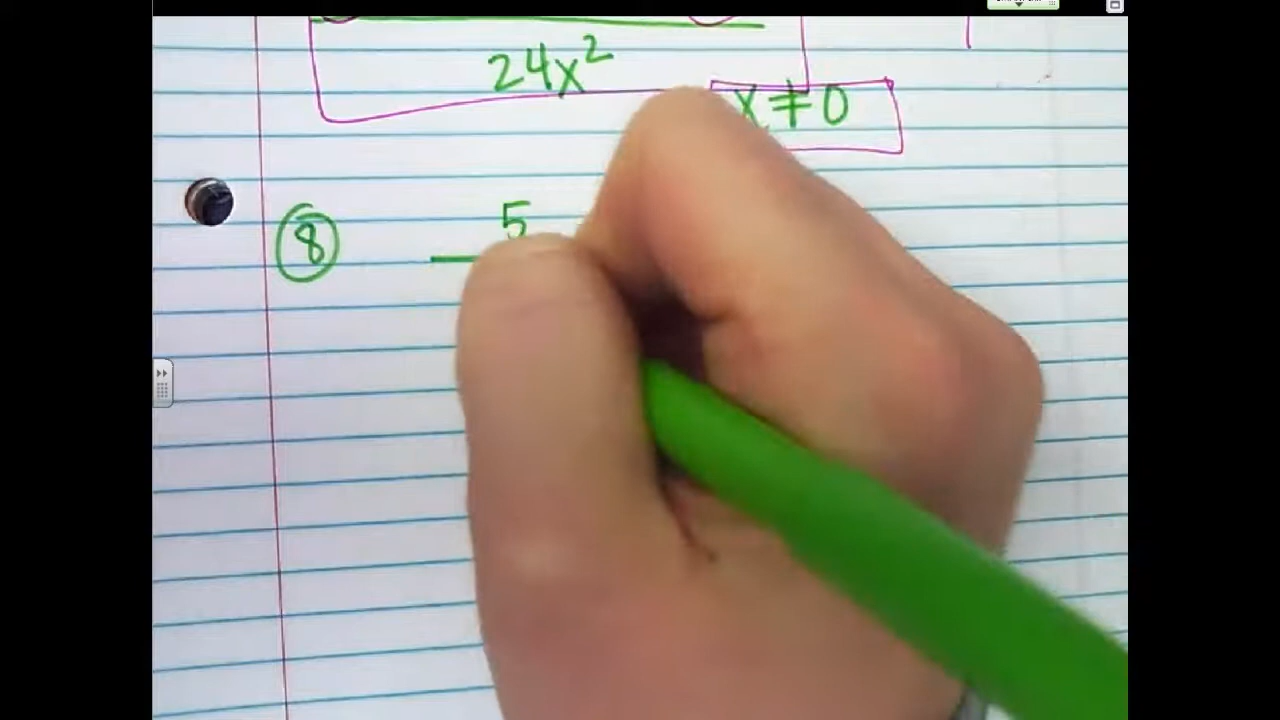 24x²
x ≠ 0
⑧ 5